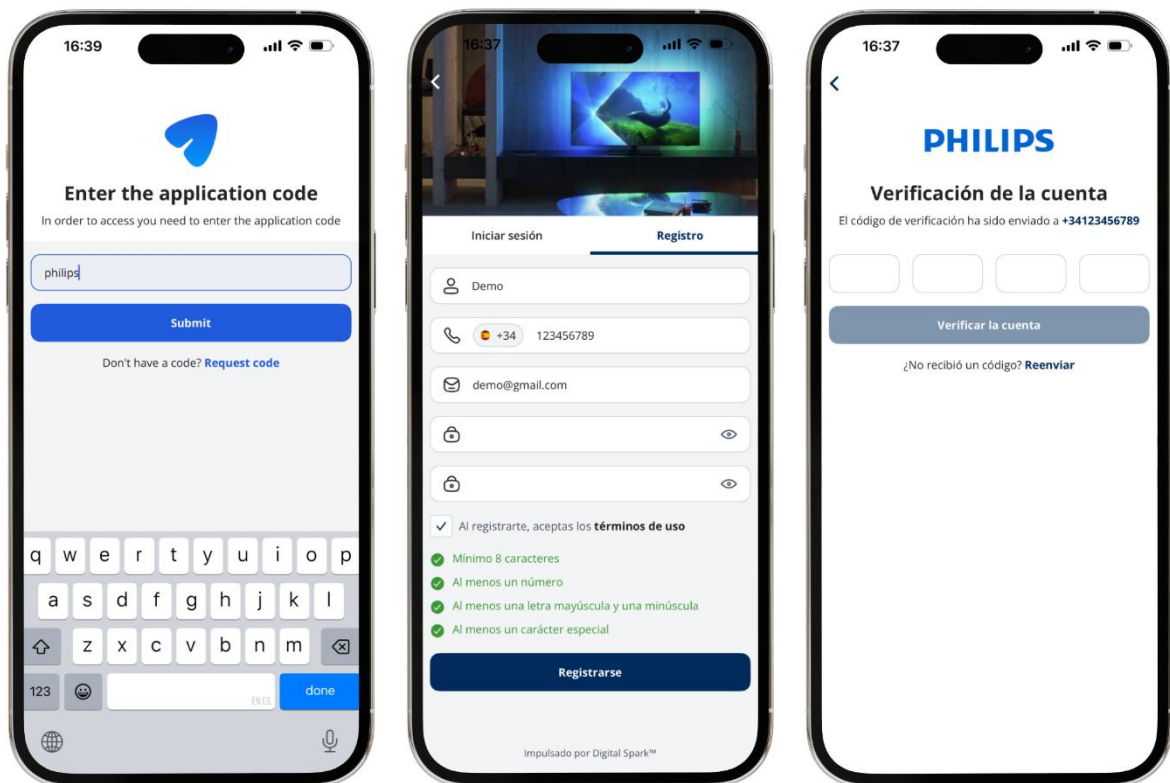 16:39
Enter the application code
In order to access you need to enter the application code
philips
Submit
Don't have a code? Request code
q w e r t y u i o p
a s d f g h j k l
z x c v b n m
123
EN ES
done
16:37
Iniciar sesión
Registro
Demo
+34 123456789
demo@gmail.com
Al registrarte, aceptas los términos de uso
Mínimo 8 caracteres
Al menos un número
Al menos una letra mayúscula y una minúscula
Al menos un carácter especial
Registrarse
Impulsado por Digital Spark™
16:37
PHILIPS
Verificación de la cuenta
El código de verificación ha sido enviado a +34123456789
Verificar la cuenta
¿No recibió un código? Reenviar